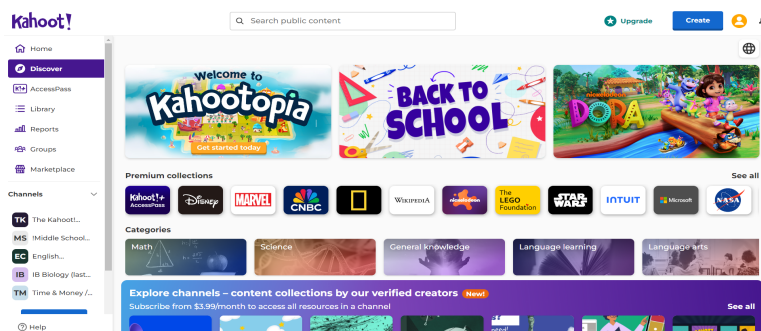 Kahoot!
Search public content
Upgrade
Create
Home
Discover
K!+ AccessPass
Library
Reports
Groups
Marketplace
Channels
TK The Kahoot!...
MS !Middle School...
EC English...
IB IB Biology (last...
TM Time & Money /...
Help
Welcome to
Kahootopia
Get started today
BACK TO
SCHOOL
nickelodeon
DORA
Premium collections
See all
Kahoot!+
AccessPass
Disney
MARVEL
CNBC
WIKIPEDIA
nickelodeon
The
LEGO
Foundation
STAR
WARS
INTUIT
Microsoft
NASA
Categories
Math
Science
General knowledge
Language learning
Language arts
Explore channels – content collections by our verified creators New!
Subscribe from $3.99/month to access all resources in a channel
See all